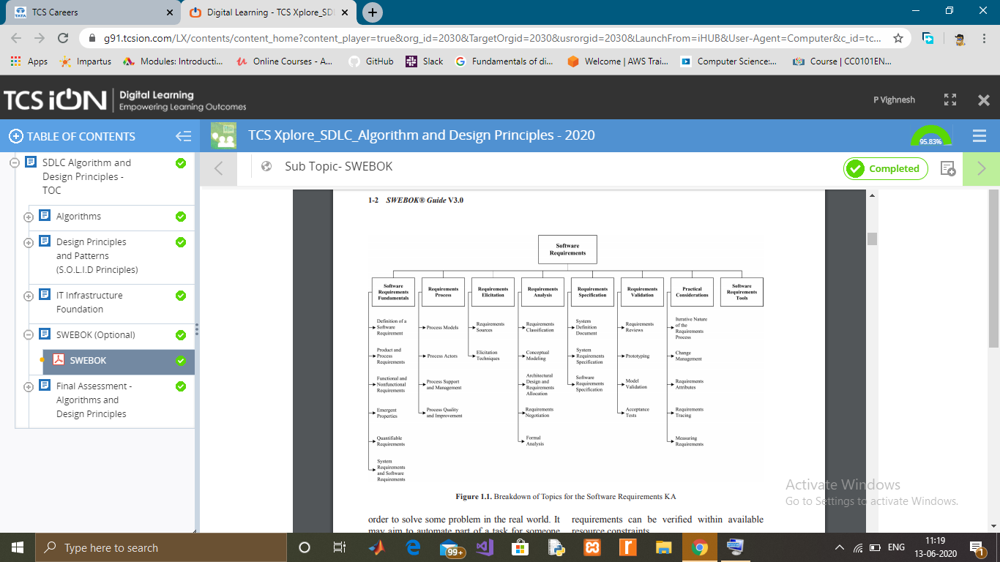 TCS Careers
Digital Learning - TCS Xplore_SD
g91.tcsion.com/LX/contents/content_home?content_player=true&org_id=2030&TargetOrgid=2030&usrorgid=2030&LaunchFrom=iHUB&User-Agent=Computer&c_id=tc...
Apps
Impartus
Modules: Introducti...
Online Courses - A...
GitHub
Slack
Fundamentals of di...
Welcome | AWS Trai...
Computer Science:...
Course | CC0101EN...
TCS iON
Digital Learning
Empowering Learning Outcomes
P Vighnesh
TABLE OF CONTENTS
TCS Xplore_SDLC_Algorithm and Design Principles - 2020
95.83%
SDLC Algorithm and
Design Principles -
TOC
Algorithms
Design Principles
and Patterns
(S.O.L.I.D Principles)
IT Infrastructure
Foundation
SWEBOK (Optional)
SWEBOK
Final Assessment -
Algorithms and
Design Principles
Sub Topic- SWEBOK
Completed
1-2 SWEBOK® Guide V3.0
Software
Requirements
Software
Requirements
Fundamentals
Requirements
Process
Requirements
Elicitation
Requirements
Analysis
Requirements
Specification
Requirements
Validation
Practical
Considerations
Software
Requirements
Tools
Definition of a
Software
Requirement
Product and
Process
Requirements
Functional and
Nonfunctional
Requirements
Emergent
Properties
Quantifiable
Requirements
System
Requirements
and Software
Requirements
Process Models
Process Actors
Process Support
and Management
Process Quality
and Improvement
Requirements
Sources
Elicitation
Techniques
Requirements
Classification
Conceptual
Modeling
Architectural
Design and
Requirements
Allocation
Requirements
Negotiation
Formal
Analysis
System
Definition
Document
System
Requirements
Specification
Software
Requirements
Specification
Requirements
Reviews
Prototyping
Model
Validation
Acceptance
Tests
Iterative Nature
of the
Requirements
Process
Change
Management
Requirements
Attributes
Requirements
Tracing
Measuring
Requirements
Figure 1.1. Breakdown of Topics for the Software Requirements KA
order to solve some problem in the real world. It
may aim to automate part of a task for someone
requirements can be verified within available
resource constraints
Activate Windows
Go to Settings to activate Windows.
Type here to search
99+
ENG
11:19
13-06-2020
1